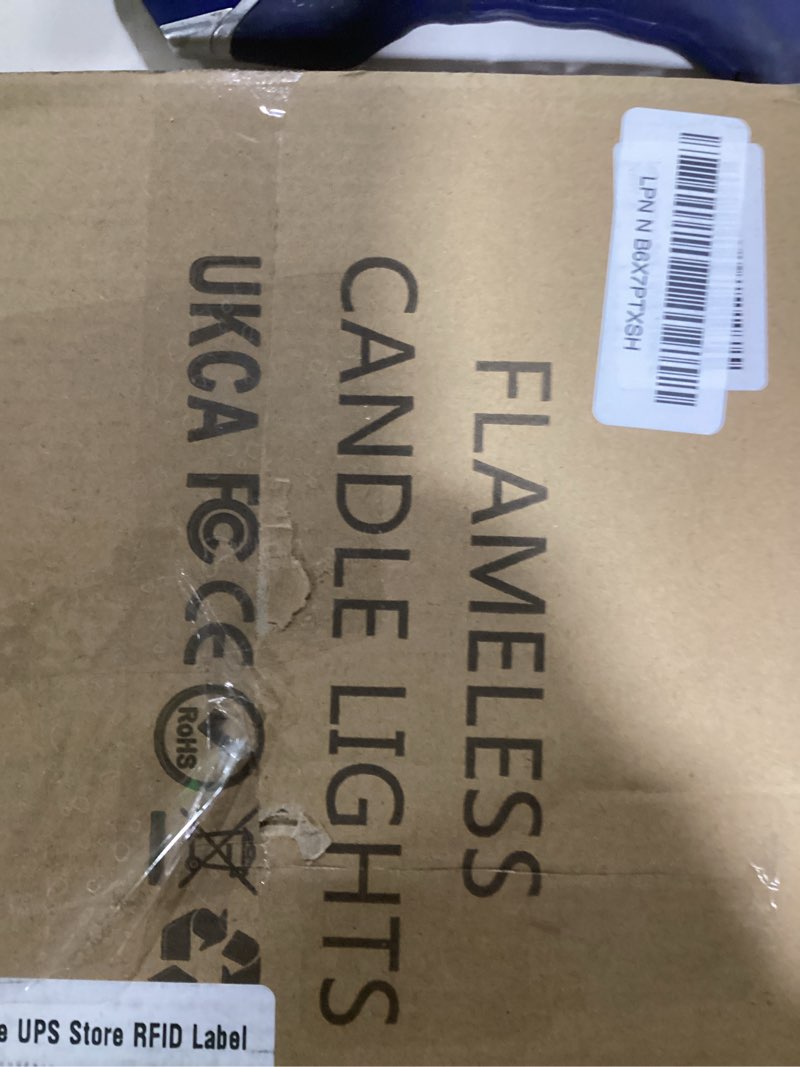 LPN N B6X7PTXSH
FLAMELESS
CANDLE LIGHTS
UKCA FC CE RoHS
UPS Store RFID Label